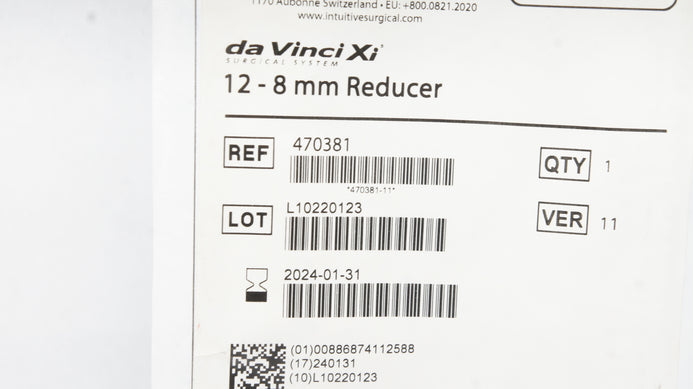 1170 Aubonne Switzerland • EU: +800.0821.2020
www.intuitivesurgical.com
da Vinci Xi
SURGICAL SYSTEM
12 - 8 mm Reducer
REF 470381 QTY 1
*470381-11*
LOT L10220123 VER 11
2024-01-31
(01)00886874112588
(17)240131
(10)L10220123